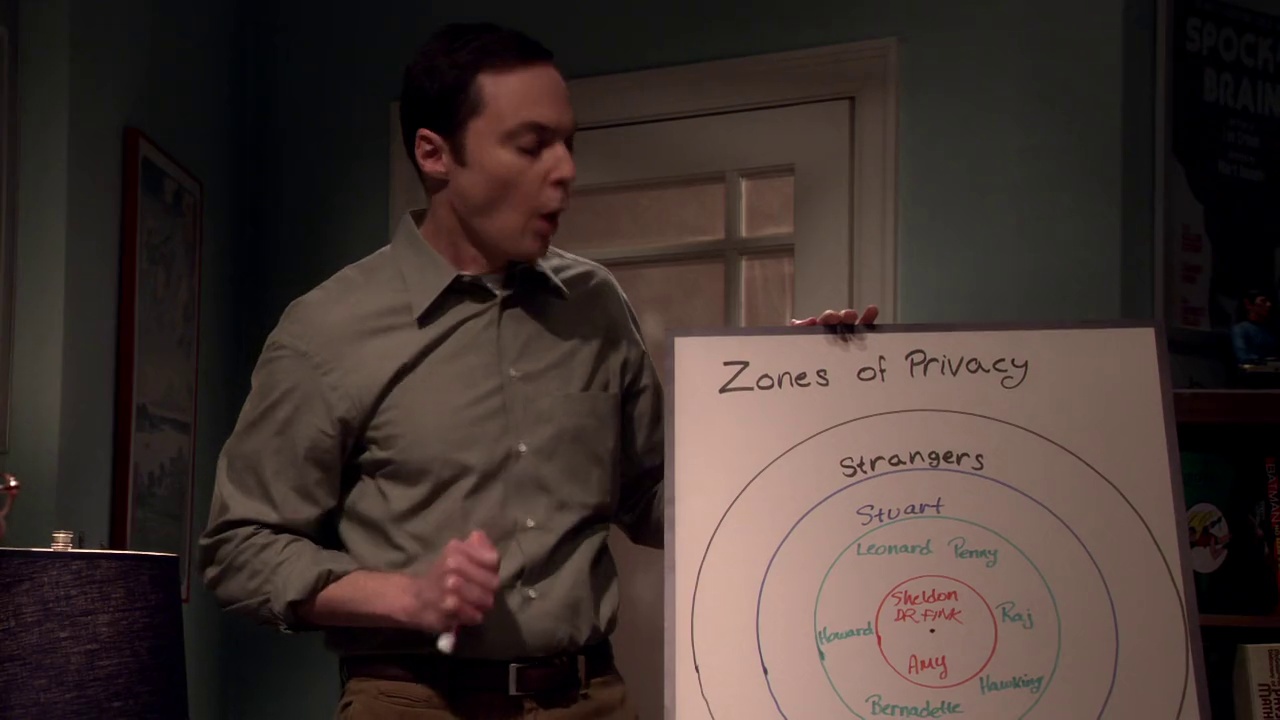 SPOCK
BRAIN
Zones of Privacy
Strangers
Stuart
Leonard Penny
Sheldon
DR FINK
Raj
Howard
Amy
Hawking
Bernadette